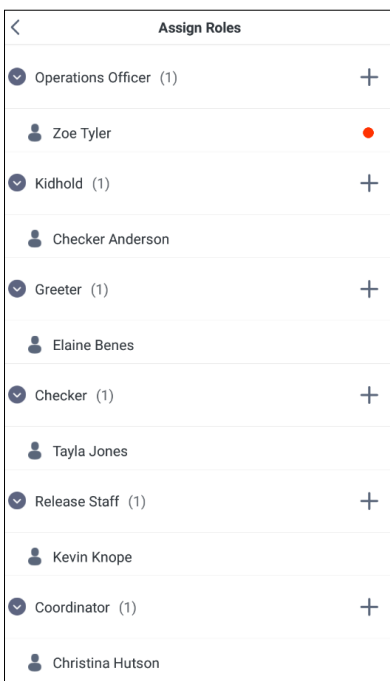 Assign Roles
Operations Officer (1)
Zoe Tyler
Kidhold (1)
Checker Anderson
Greeter (1)
Elaine Benes
Checker (1)
Tayla Jones
Release Staff (1)
Kevin Knope
Coordinator (1)
Christina Hutson